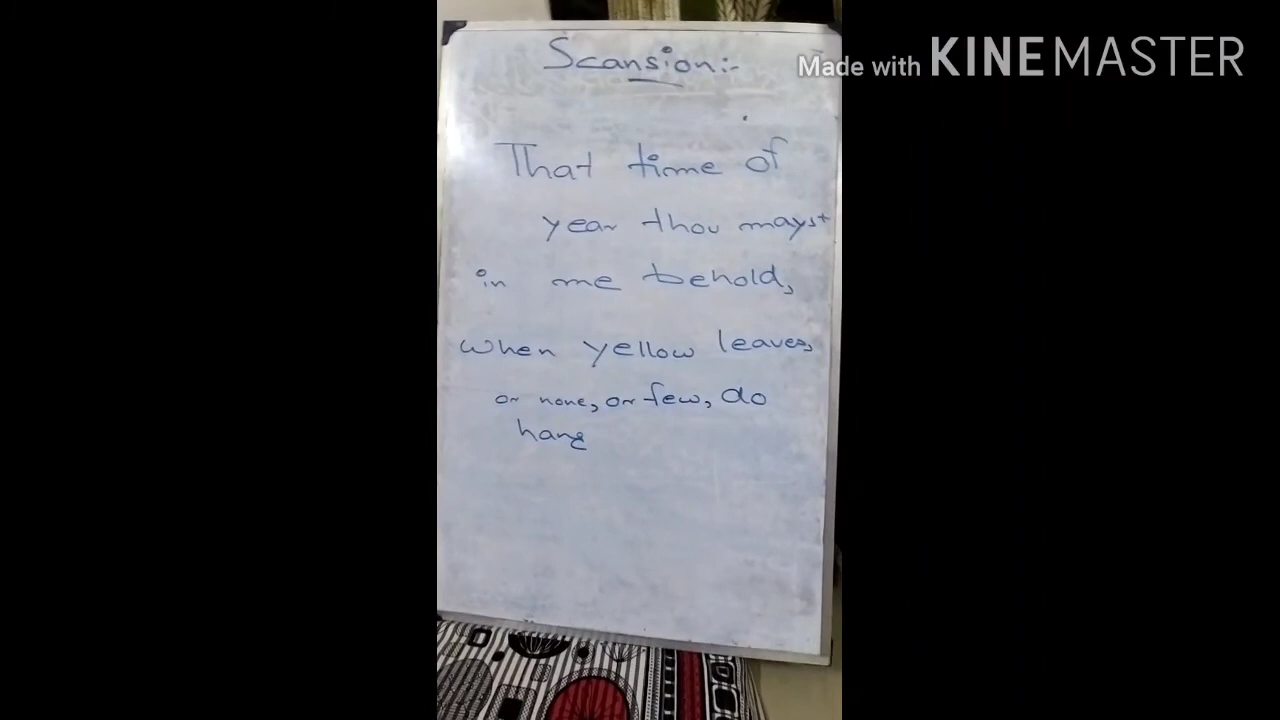 Made with KINEMASTER
Scansion:-
That time of
year thou mayst
in me behold,
when yellow leaves,
or none, or few, do
hang